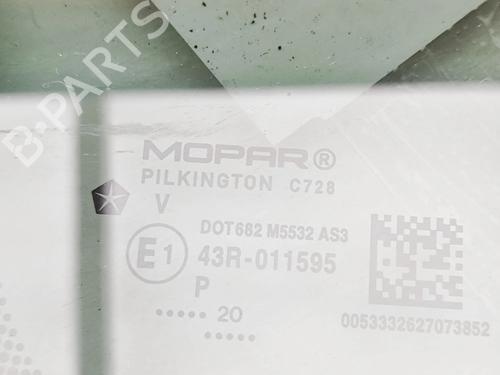 B-PARTS
MOPAR®
PILKINGTON C728
V
DOT682 M5532 AS3
E1 43R-011595
P
..... 20 .....
0053332627073852